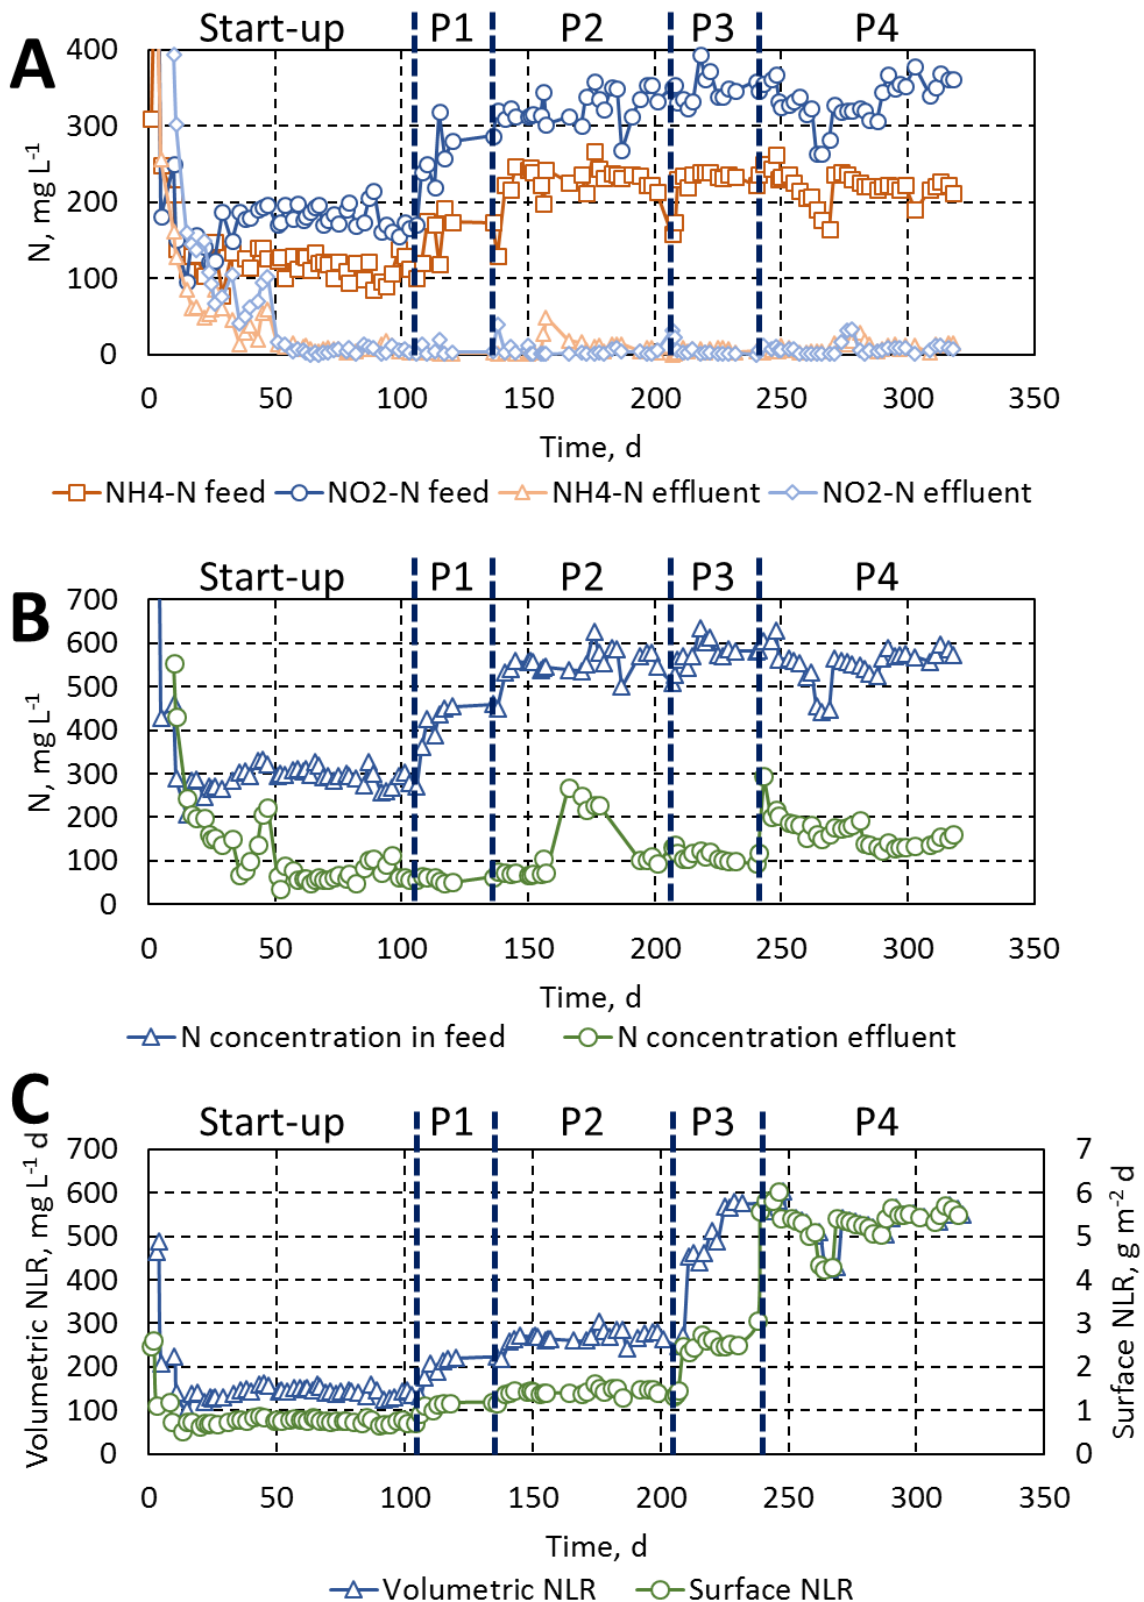 A
Start-up P1 P2 P3 P4
400
300
200
100
0
N, mg L-1
0 50 100 150 200 250 300 350
Time, d
NH4-N feed NO2-N feed NH4-N effluent NO2-N effluent
B
Start-up P1 P2 P3 P4
700
600
500
400
300
200
100
0
N, mg L-1
0 50 100 150 200 250 300 350
Time, d
N concentration in feed N concentration effluent
C
Start-up P1 P2 P3 P4
700 7
600 6
500 5
400 4
300 3
200 2
100 1
0 0
Volumetric NLR, mg L-1 d
Surface NLR, g m-2 d
0 50 100 150 200 250 300 350
Time, d
Volumetric NLR Surface NLR